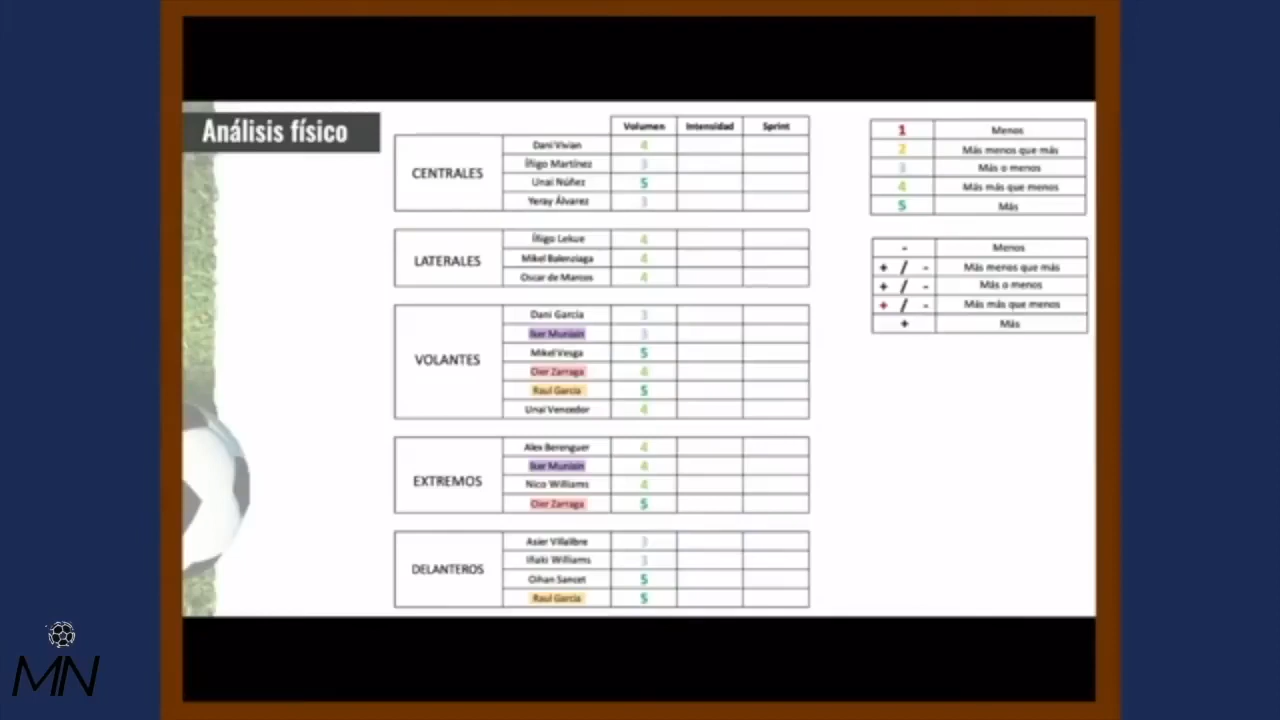 Análisis físico
Volumen Intensidad Sprint
CENTRALES
Dani Vivian 4
Íñigo Martínez 3
Unai Núñez 5
Yeray Álvarez 3
LATERALES
Íñigo Lekue 4
Mikel Balenziaga 4
Oscar de Marcos 4
VOLANTES
Dani García 3
Iker Muniain 3
Mikel Vesga 5
Oier Zarraga 4
Raul García 5
Unai Vencedor 4
EXTREMOS
Alex Berenguer 4
Iker Muniain 4
Nico Williams 4
Oier Zarraga 5
DELANTEROS
Asier Villalibre 3
Iñaki Williams 3
Oihan Sancet 5
Raul García 5
1 Menos
2 Más menos que más
3 Más o menos
4 Más más que menos
5 Más
- Menos
+ / - Más menos que más
+ / - Más o menos
+ / - Más más que menos
+ Más
MN